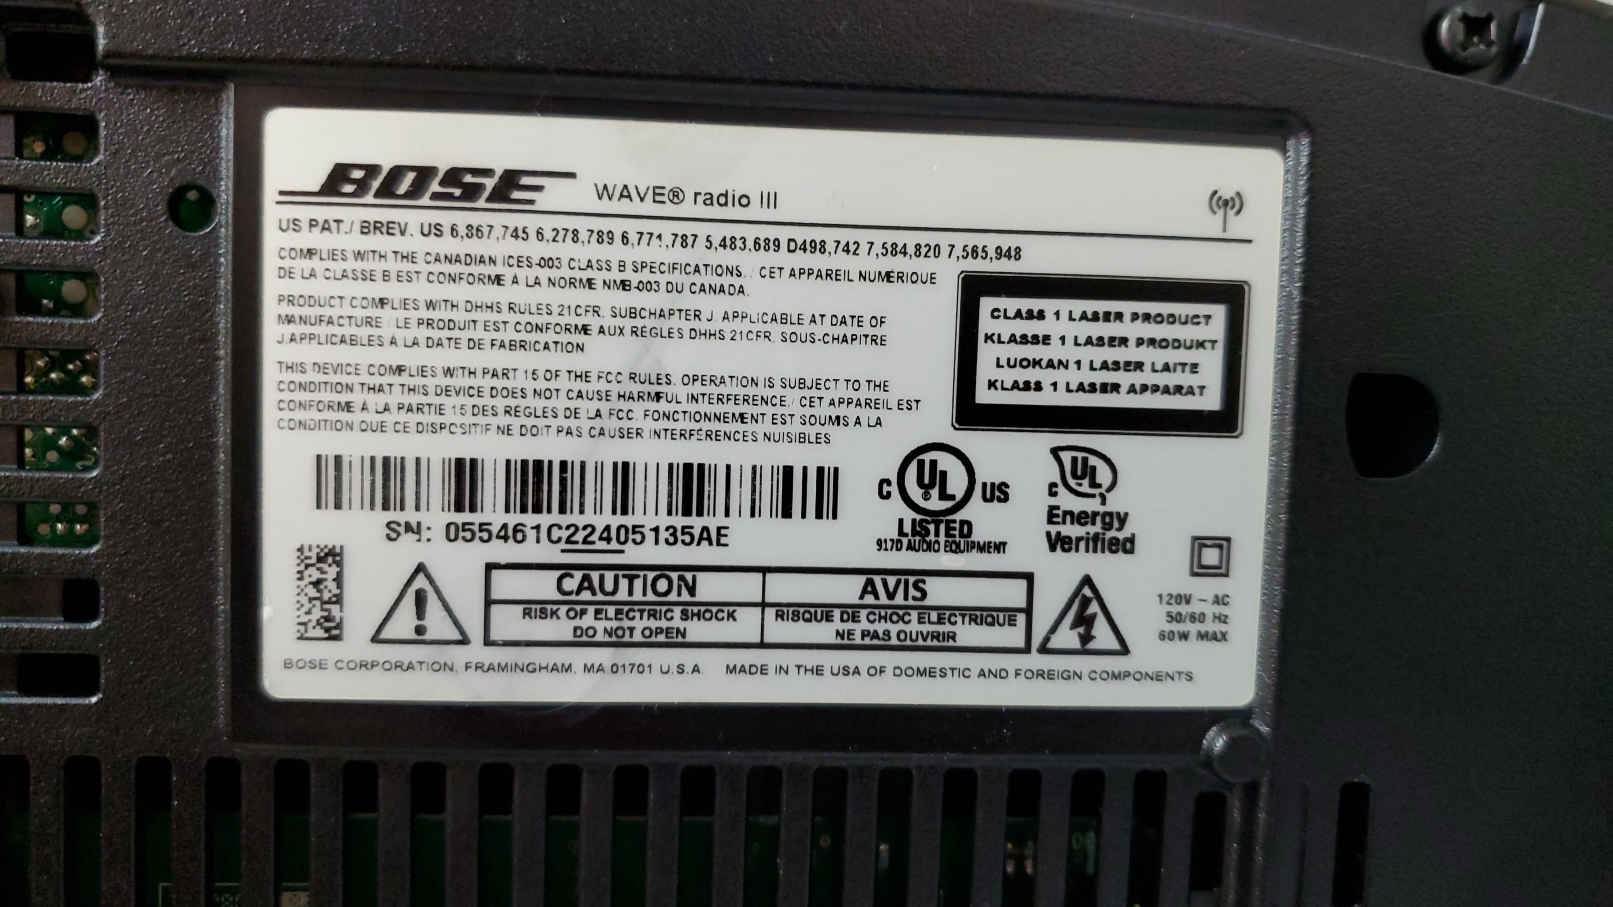 BOSE WAVE® radio III
US PAT./ BREV. US 6,867,745 6,278,789 6,771,787 5,483,689 D498,742 7,584,820 7,565,948
COMPLIES WITH THE CANADIAN ICES-003 CLASS B SPECIFICATIONS. / CET APPAREIL NUMÉRIQUE
DE LA CLASSE B EST CONFORME À LA NORME NMB-003 DU CANADA.
PRODUCT COMPLIES WITH DHHS RULES 21CFR, SUBCHAPTER J, APPLICABLE AT DATE OF
MANUFACTURE / LE PRODUIT EST CONFORME AUX RÈGLES DHHS 21CFR, SOUS-CHAPITRE
J,APPLICABLES À LA DATE DE FABRICATION
THIS DEVICE COMPLIES WITH PART 15 OF THE FCC RULES. OPERATION IS SUBJECT TO THE
CONDITION THAT THIS DEVICE DOES NOT CAUSE HARMFUL INTERFERENCE./ CET APPAREIL EST
CONFORME À LA PARTIE 15 DES RÈGLES DE LA FCC. FONCTIONNEMENT EST SOUMIS A LA
CONDITION QUE CE DISPOSITIF NE DOIT PAS CAUSER INTERFÉRENCES NUISIBLES
CLASS 1 LASER PRODUCT
KLASSE 1 LASER PRODUKT
LUOKAN 1 LASER LAITE
KLASS 1 LASER APPARAT
SN: 055461C22405135AE
C UL US
LISTED
917D AUDIO EQUIPMENT
C UL
Energy
Verified
CAUTION
RISK OF ELECTRIC SHOCK
DO NOT OPEN
AVIS
RISQUE DE CHOC ELECTRIQUE
NE PAS OUVRIR
120V ~ AC
50/60 Hz
60W MAX
BOSE CORPORATION, FRAMINGHAM, MA 01701 U.S.A. MADE IN THE USA OF DOMESTIC AND FOREIGN COMPONENTS